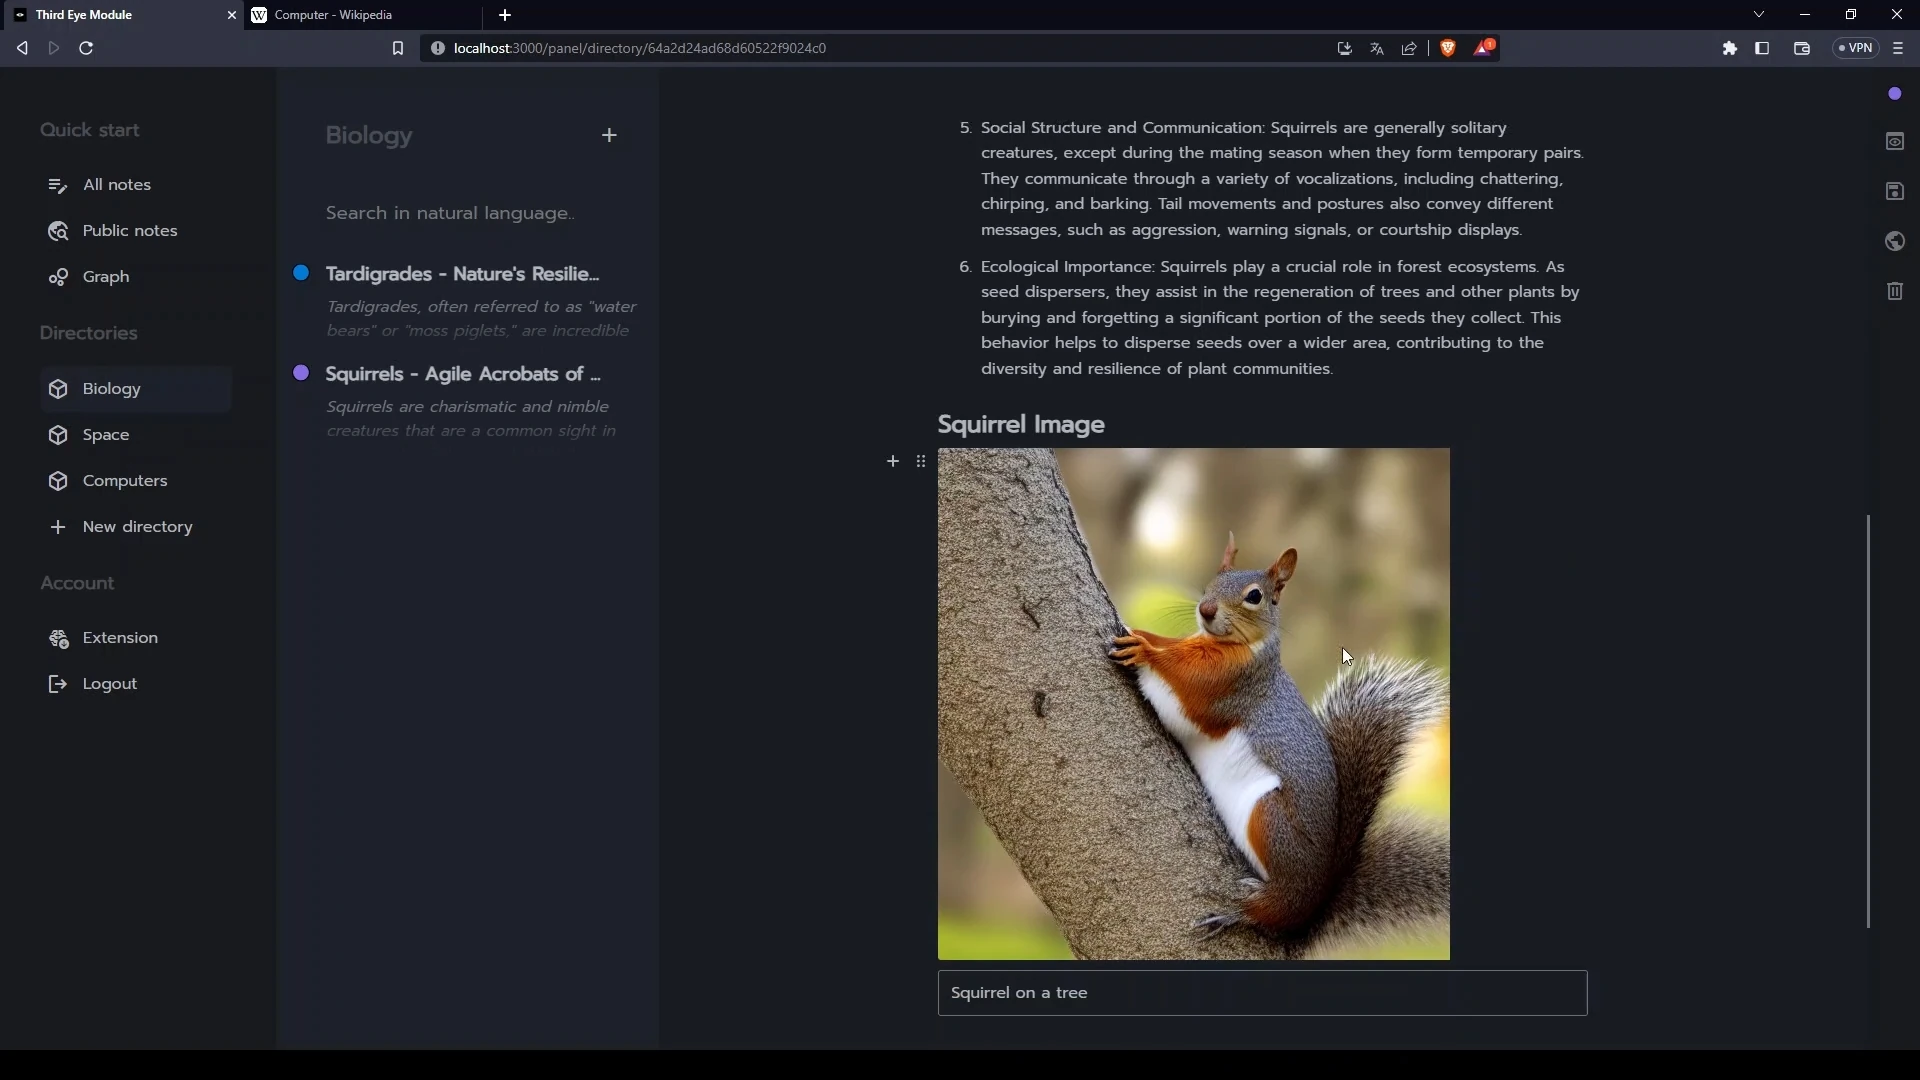 Third Eye Module
Computer - Wikipedia
localhost:3000/panel/directory/64a2d24ad68d60522f9024c0
1
VPN
Quick start
All notes
Public notes
Graph
Directories
Biology
Space
Computers
New directory
Account
Extension
Logout
Biology
Search in natural language..
Tardigrades - Nature's Resilie...
Tardigrades, often referred to as "water
bears" or "moss piglets," are incredible
Squirrels - Agile Acrobats of ...
Squirrels are charismatic and nimble
creatures that are a common sight in
5. Social Structure and Communication: Squirrels are generally solitary
creatures, except during the mating season when they form temporary pairs.
They communicate through a variety of vocalizations, including chattering,
chirping, and barking. Tail movements and postures also convey different
messages, such as aggression, warning signals, or courtship displays.
6. Ecological Importance: Squirrels play a crucial role in forest ecosystems. As
seed dispersers, they assist in the regeneration of trees and other plants by
burying and forgetting a significant portion of the seeds they collect. This
behavior helps to disperse seeds over a wider area, contributing to the
diversity and resilience of plant communities.
Squirrel Image
Squirrel on a tree